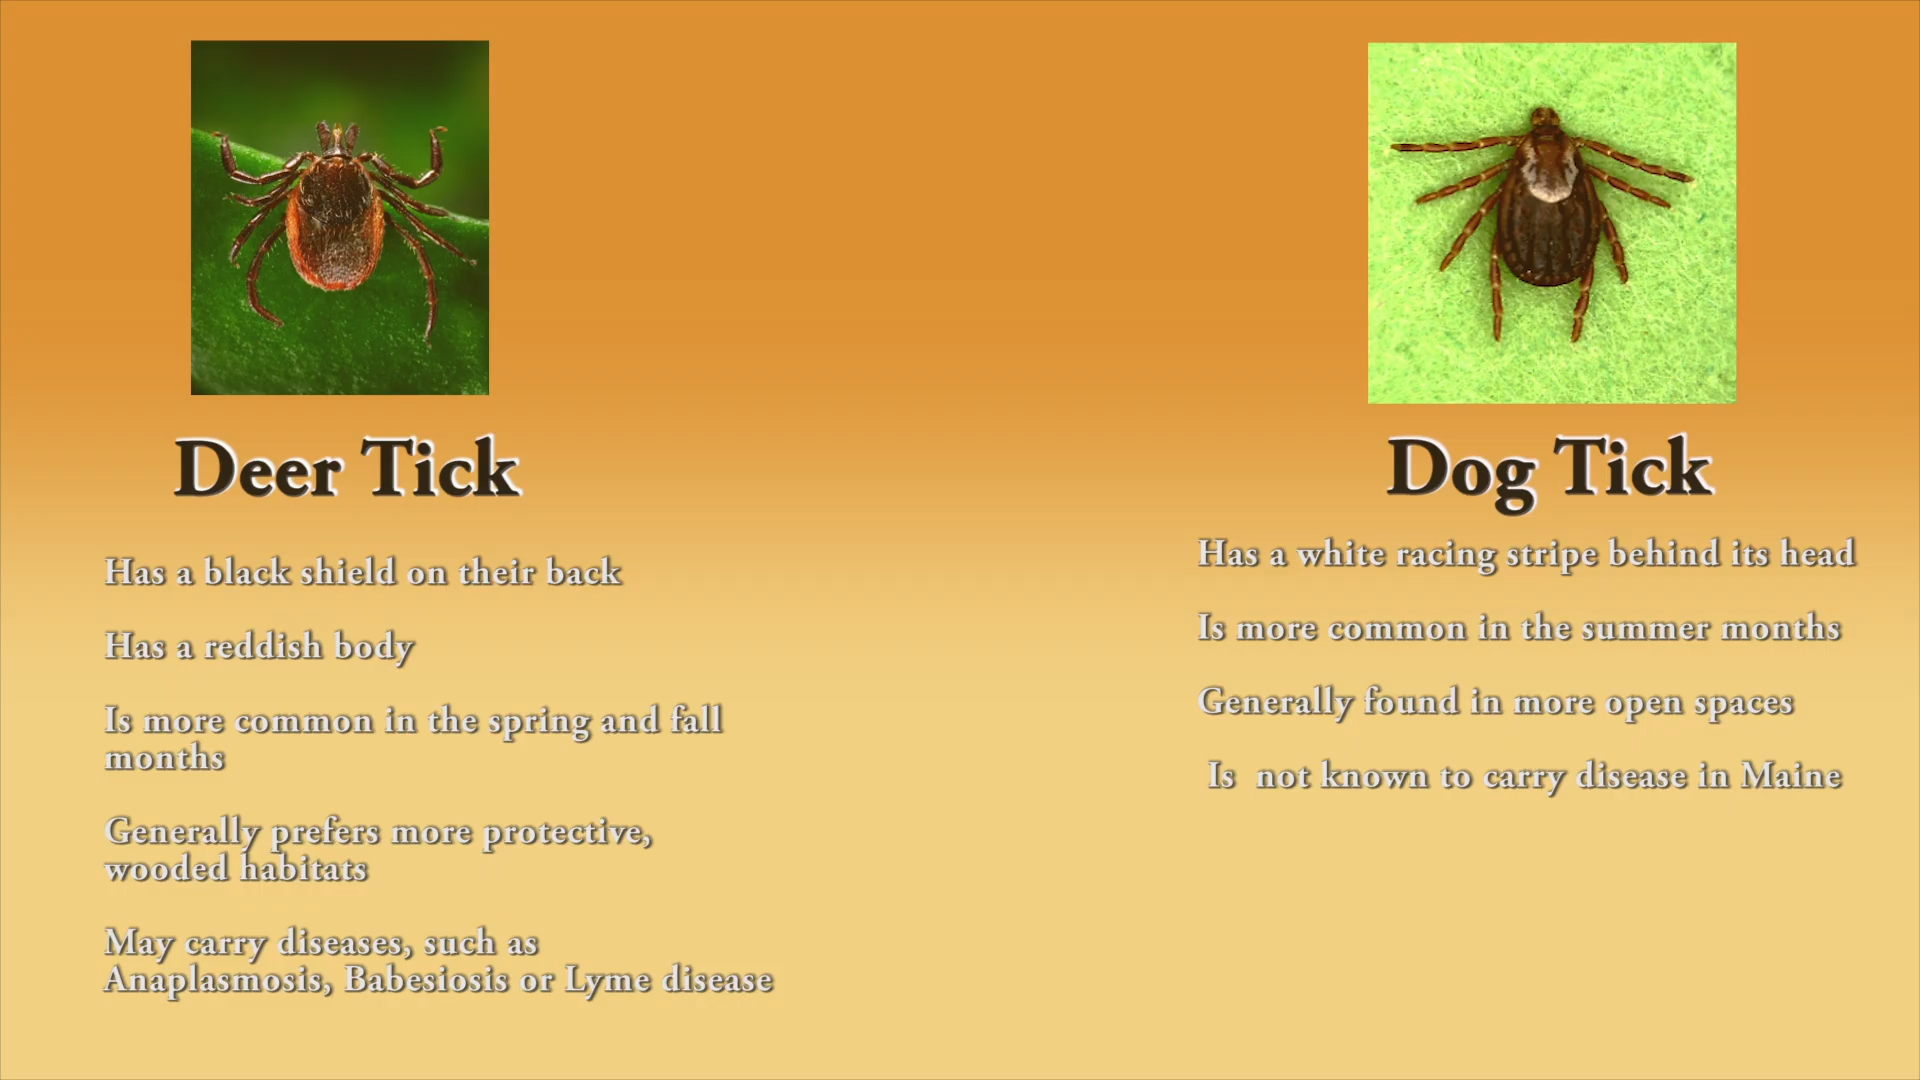 Deer Tick
Has a black shield on their back
Has a reddish body
Is more common in the spring and fall
months
Generally prefers more protective,
wooded habitats
May carry diseases, such as
Anaplasmosis, Babesiosis or Lyme disease
Dog Tick
Has a white racing stripe behind its head
Is more common in the summer months
Generally found in more open spaces
Is  not known to carry disease in Maine